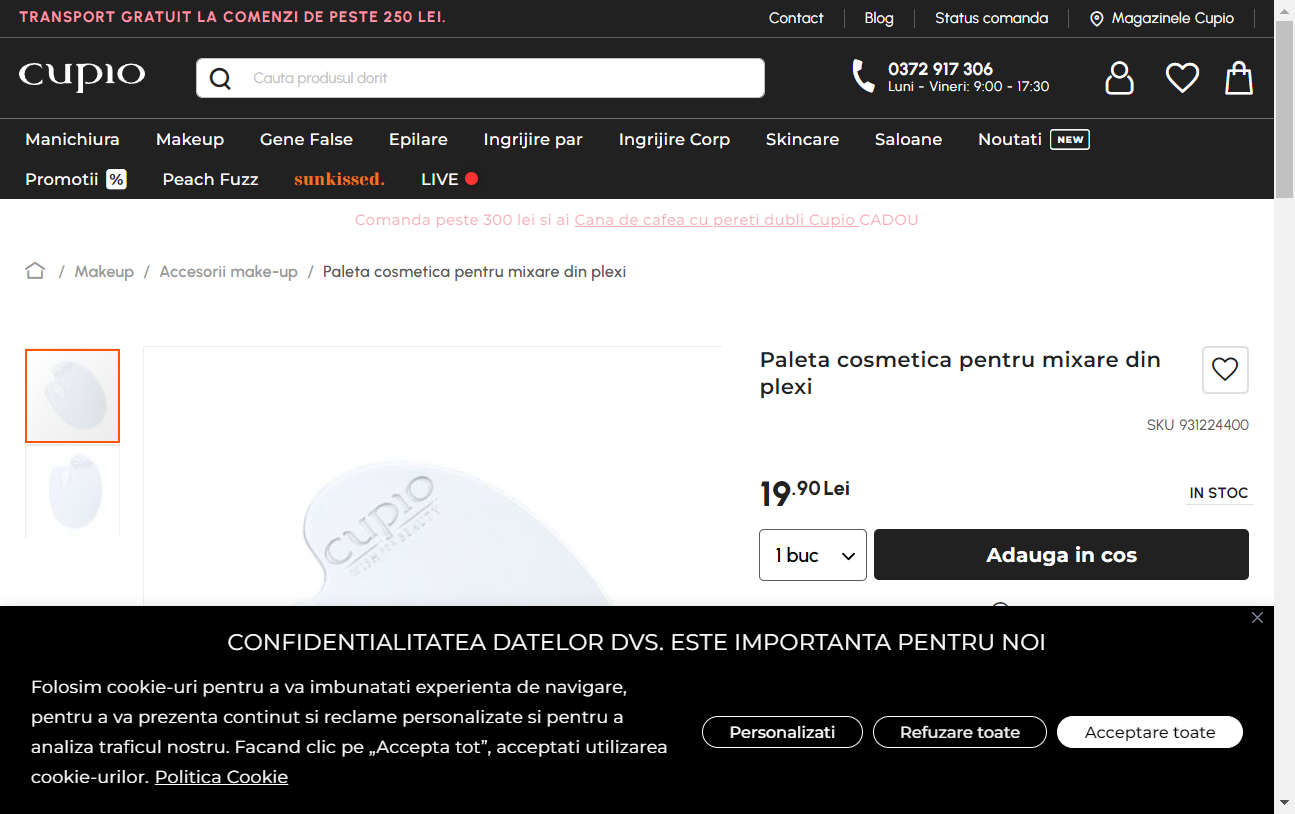 TRANSPORT GRATUIT LA COMENZI DE PESTE 250 LEI.
Contact
Blog
Status comanda
Magazinele Cupio
CUPIO
Cauta produsul dorit
0372 917 306
Luni - Vineri: 9:00 - 17:30
Manichiura
Makeup
Gene False
Epilare
Ingrijire par
Ingrijire Corp
Skincare
Saloane
Noutati NEW
Promotii %
Peach Fuzz
sunkissed.
LIVE
Comanda peste 300 lei si ai Cana de cafea cu pereti dubli Cupio CADOU
/ Makeup / Accesorii make-up / Paleta cosmetica pentru mixare din plexi
Paleta cosmetica pentru mixare din
plexi
SKU 931224400
19.90 Lei
IN STOC
1 buc
Adauga in cos
CUPIO
WISH FOR BEAUTY
CONFIDENTIALITATEA DATELOR DVS. ESTE IMPORTANTA PENTRU NOI
Folosim cookie-uri pentru a va imbunatati experienta de navigare,
pentru a va prezenta continut si reclame personalizate si pentru a
analiza traficul nostru. Facand clic pe „Accepta tot”, acceptati utilizarea
cookie-urilor. Politica Cookie
Personalizati
Refuzare toate
Acceptare toate